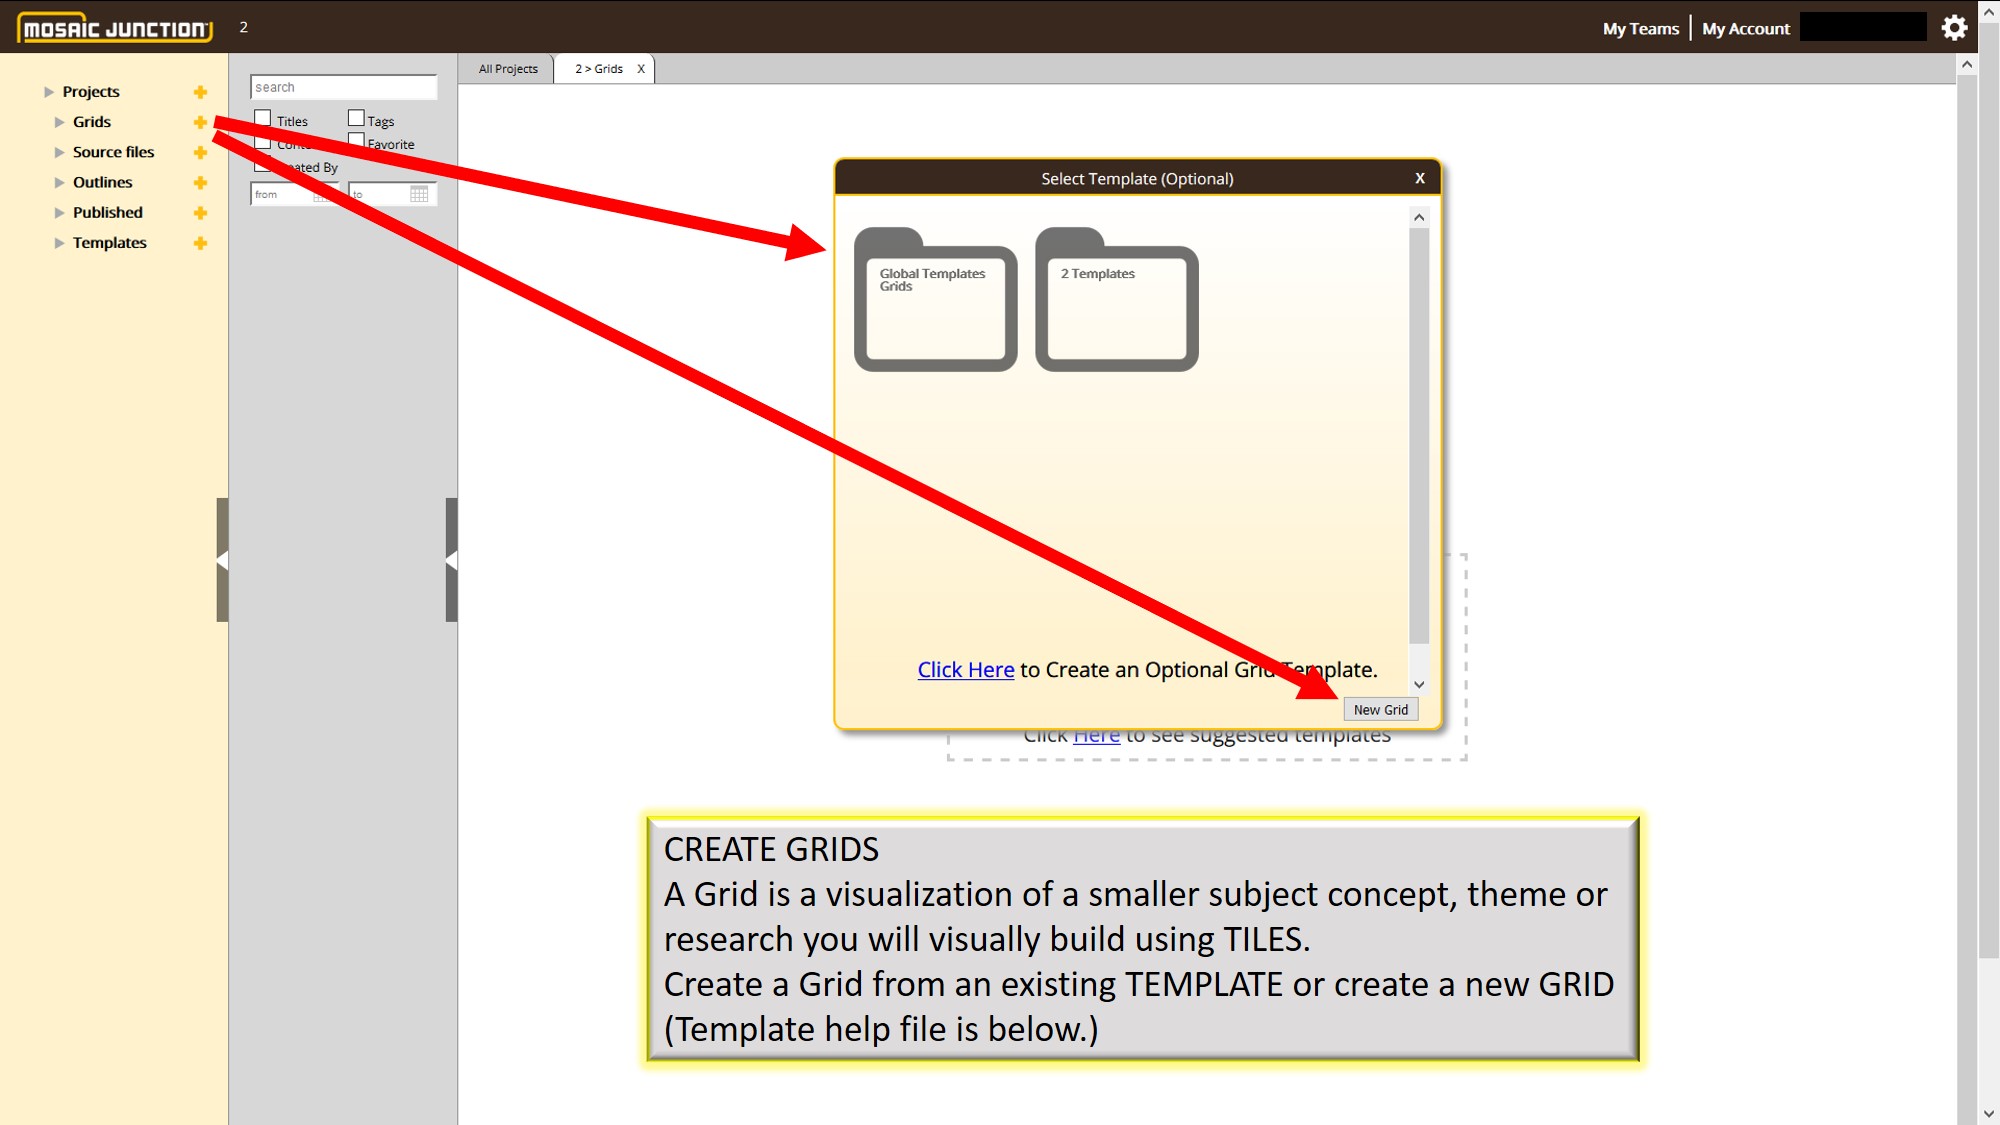 MOSAIC JUNCTION
2
My Teams
My Account
Projects
Grids
Source files
Outlines
Published
Templates
search
Titles
Tags
Favorite
By
from
to
All Projects
2 > Grids X
Select Template (Optional) X
Global Templates
Grids
2 Templates
Click Here to Create an Optional Grid Template.
New Grid
Click Here to see suggested templates
CREATE GRIDS
A Grid is a visualization of a smaller subject concept, theme or
research you will visually build using TILES.
Create a Grid from an existing TEMPLATE or create a new GRID
(Template help file is below.)